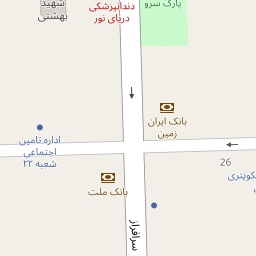 شهید
بهشتی
دندانپزشکی
دریای نور
پارک سرو
بانک ایران
زمین
اداره تامین
اجتماعی
شعبه ۲۲
26
بانک ملت
سرافراز